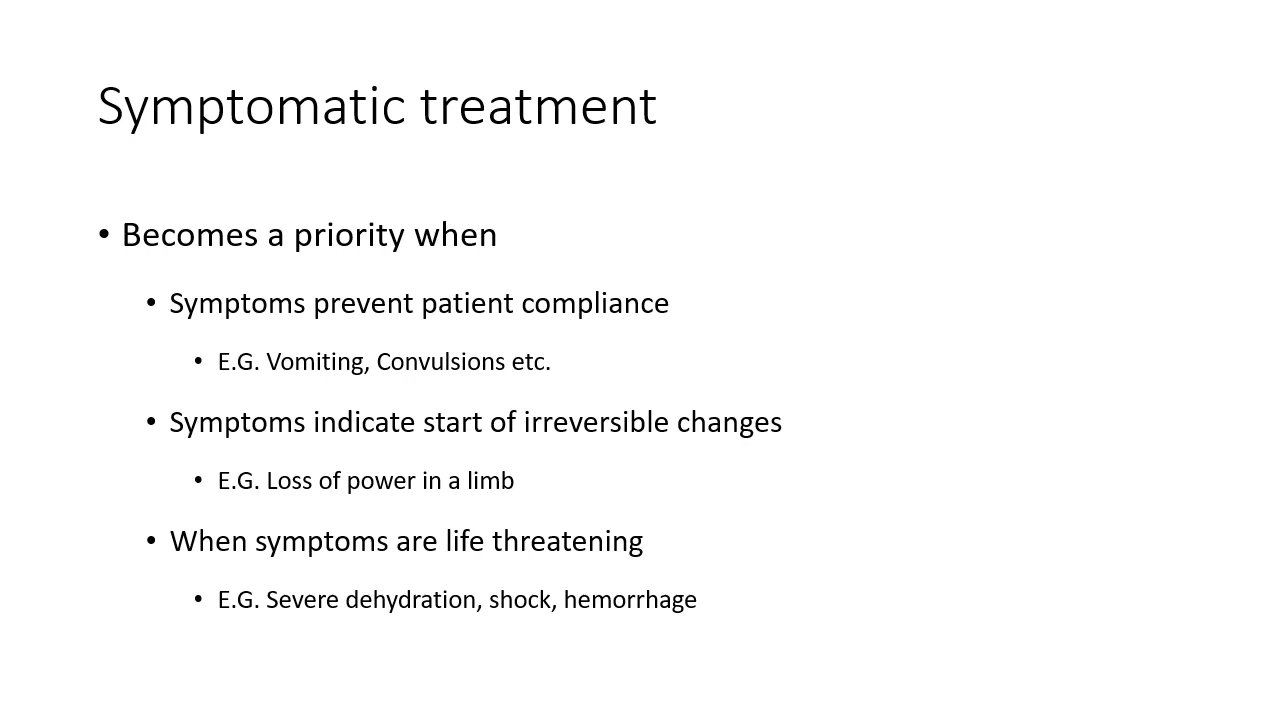 Symptomatic treatment
• Becomes a priority when
• Symptoms prevent patient compliance
• E.G. Vomiting, Convulsions etc.
• Symptoms indicate start of irreversible changes
• E.G. Loss of power in a limb
• When symptoms are life threatening
• E.G. Severe dehydration, shock, hemorrhage